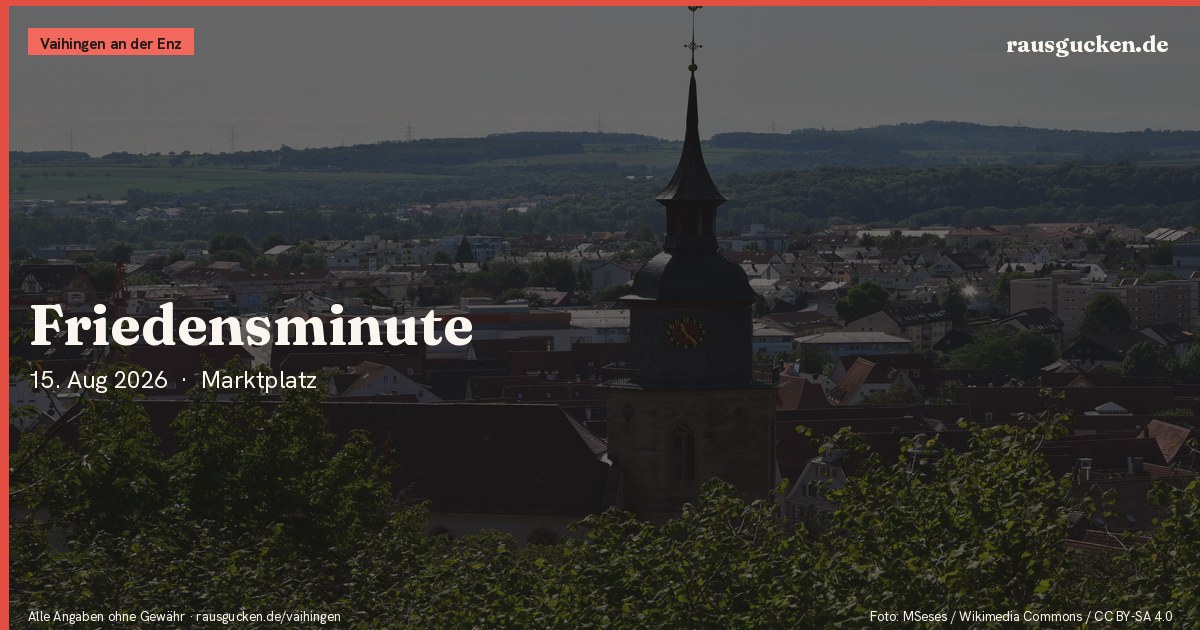 Vaihingen an der Enz
rausgucken.de
Friedensminute
15. Aug 2026 · Marktplatz
Alle Angaben ohne Gewähr · rausgucken.de/vaihingen
Foto: MSeses / Wikimedia Commons / CC BY-SA 4.0